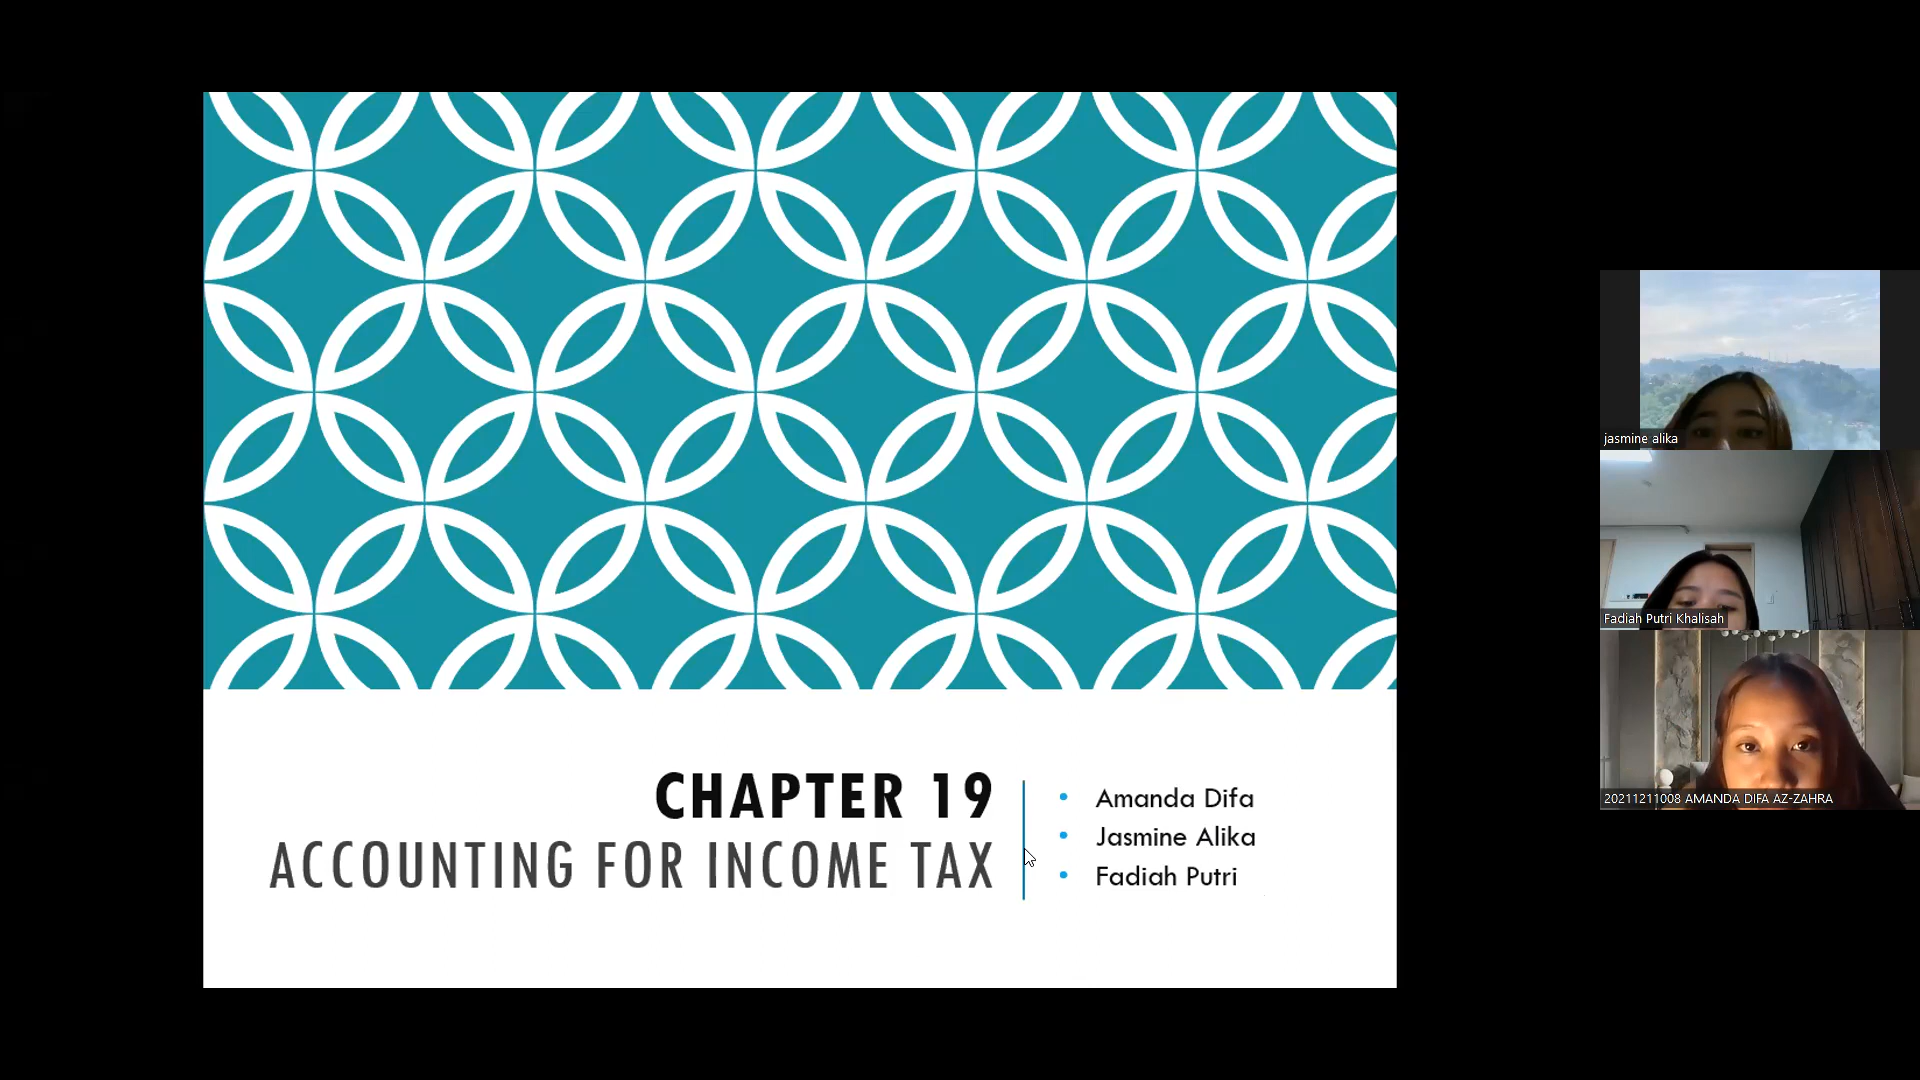 CHAPTER 19
ACCOUNTING FOR INCOME TAX
• Amanda Difa
• Jasmine Alika
• Fadiah Putri
jasmine alika
Fadiah Putri Khalisah
20211211008 AMANDA DIFA AZ-ZAHRA